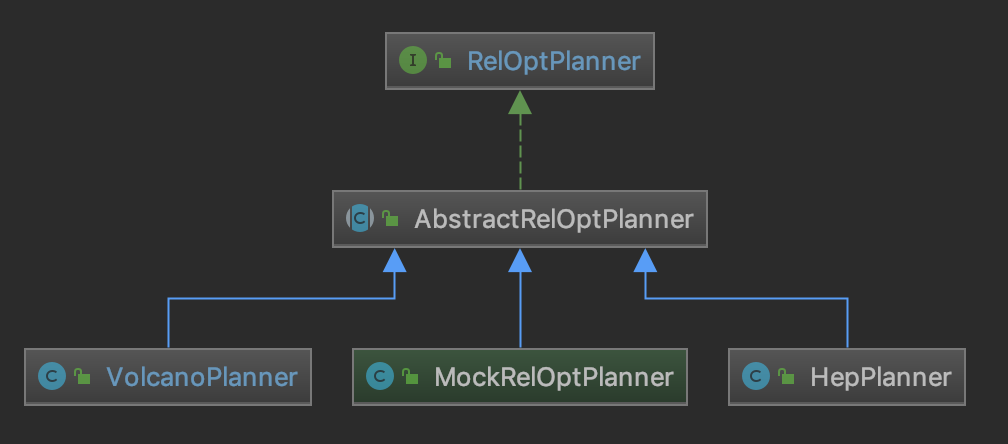 I RelOptPlanner
C AbstractRelOptPlanner
C VolcanoPlanner
C MockRelOptPlanner
C HepPlanner